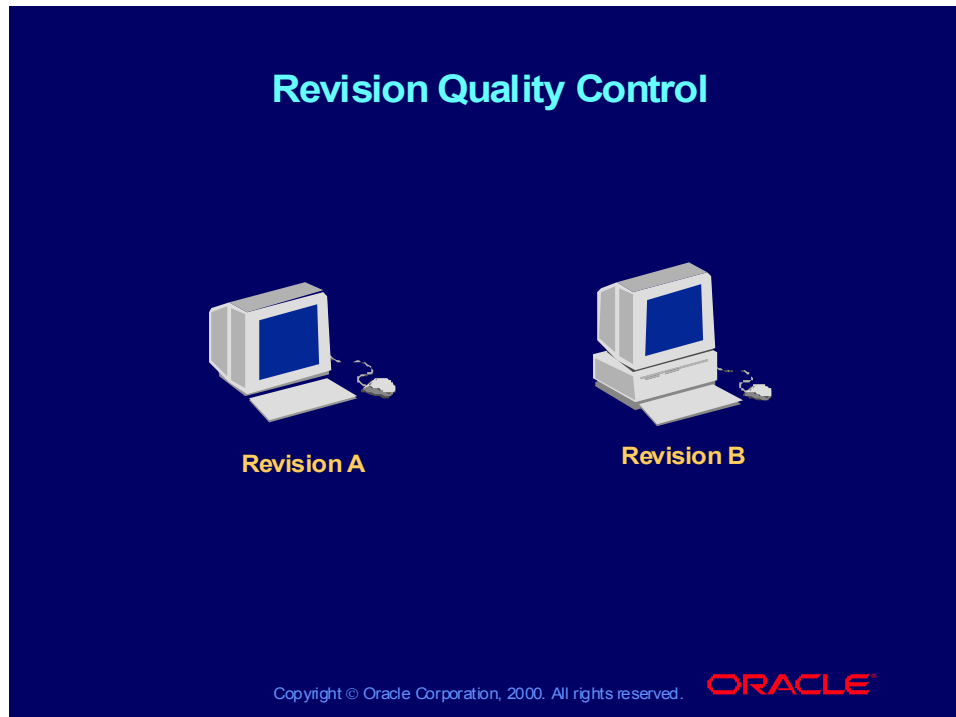 Revision Quality Control
Revision A
Revision B
Copyright © Oracle Corporation, 2000. All rights reserved.
ORACLE®